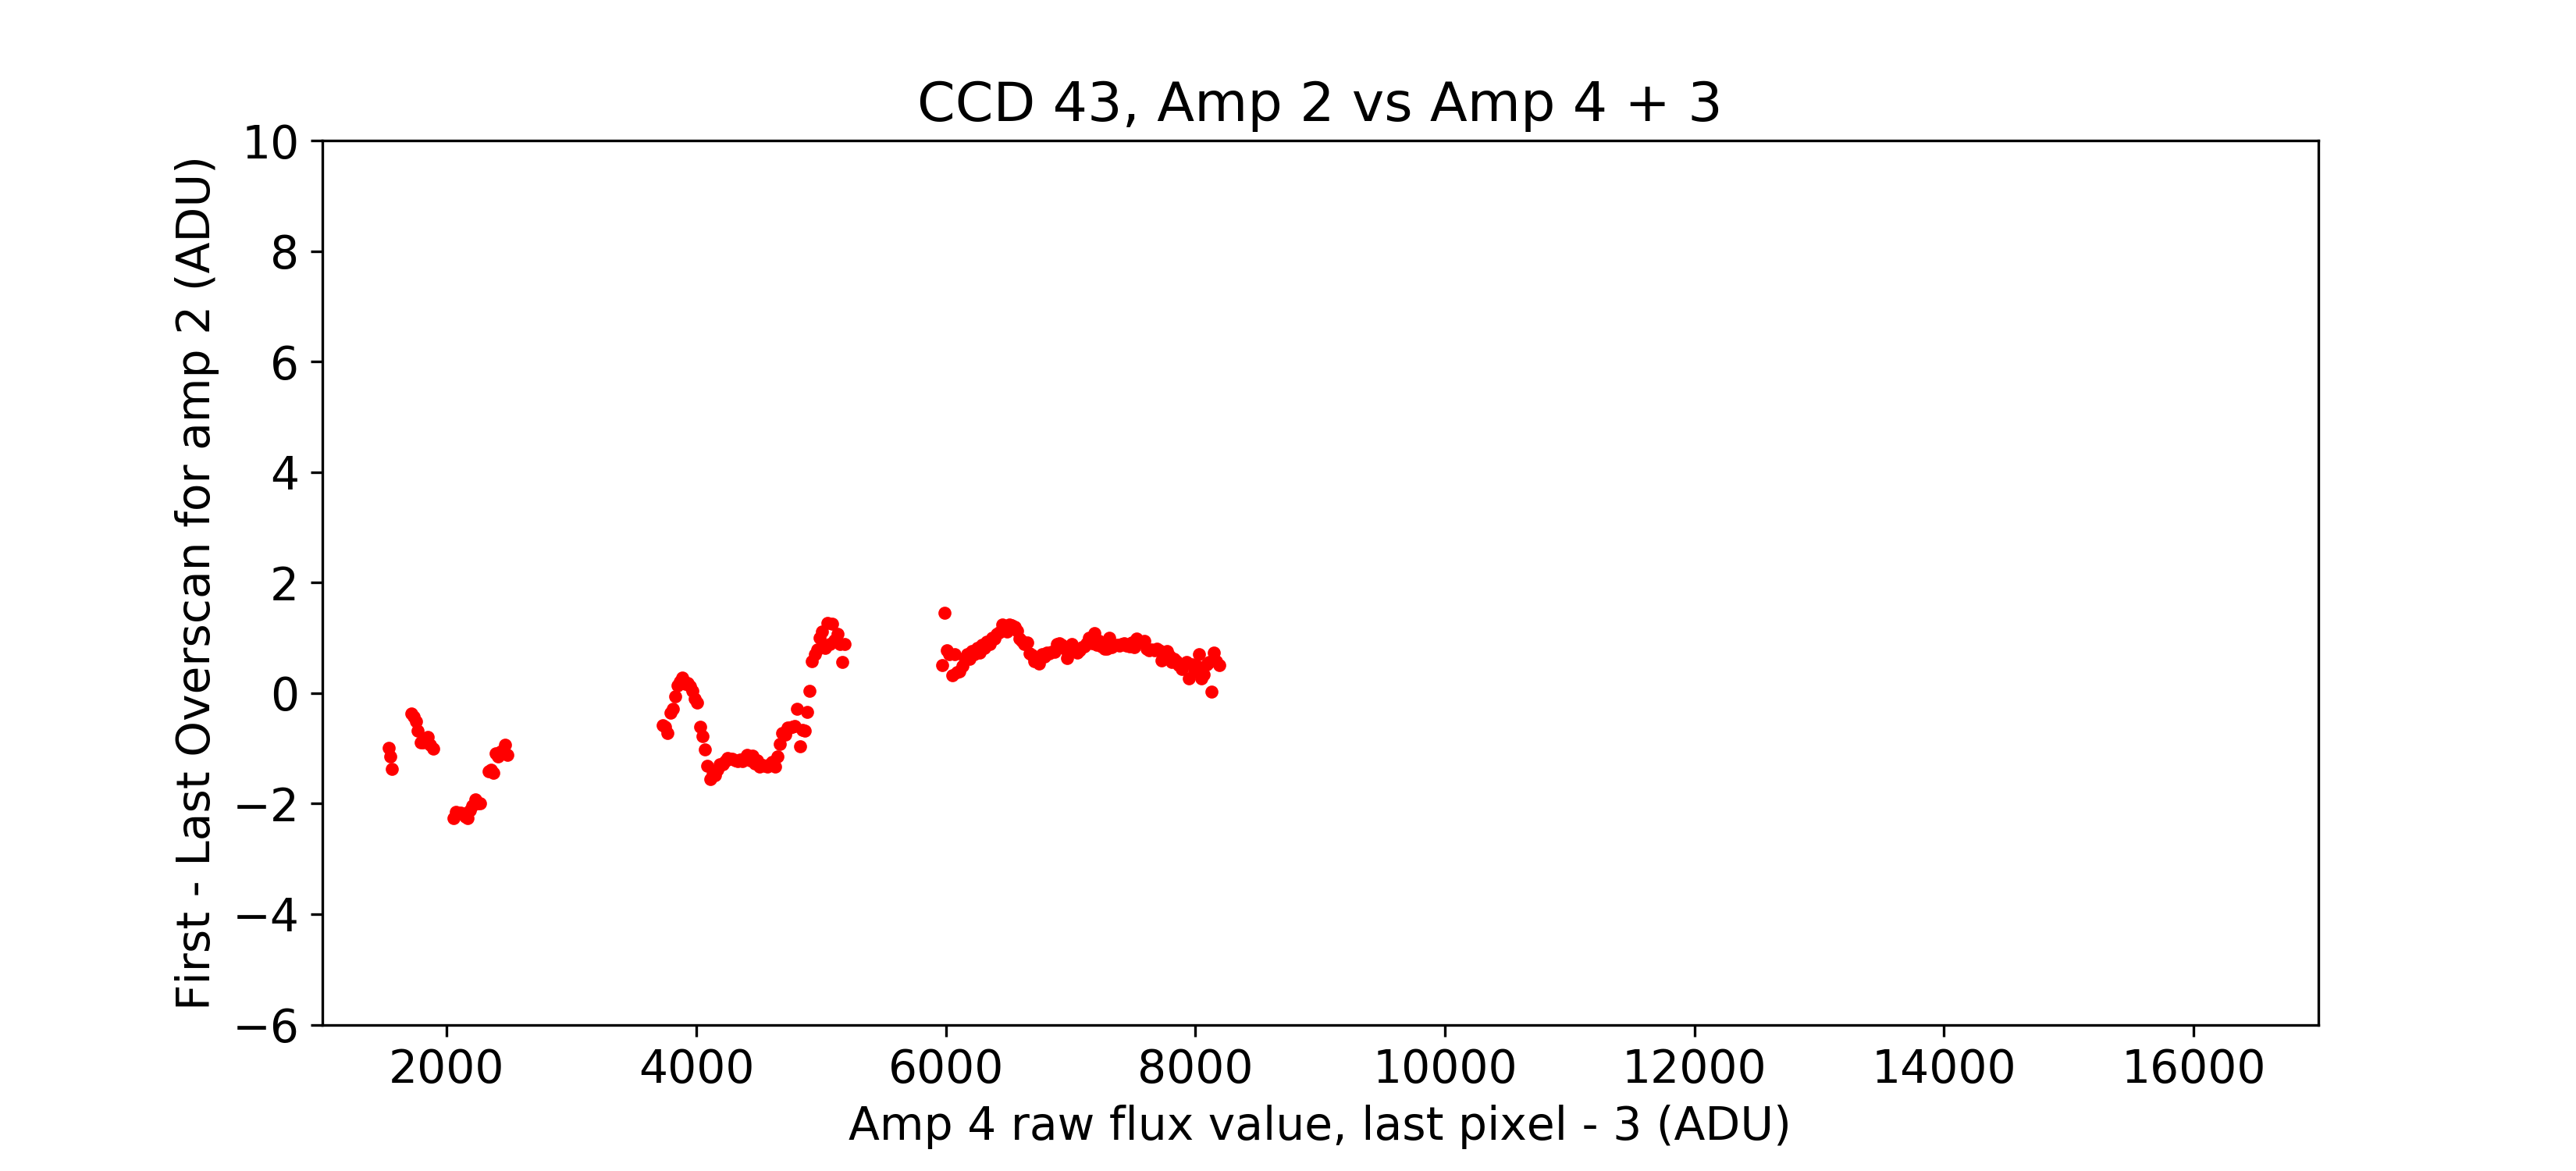 CCD 43, Amp 2 vs Amp 4 + 3
First - Last Overscan for amp 2 (ADU)
10
8
6
4
2
0
−2
−4
−6
2000 4000 6000 8000 10000 12000 14000 16000
Amp 4 raw flux value, last pixel - 3 (ADU)